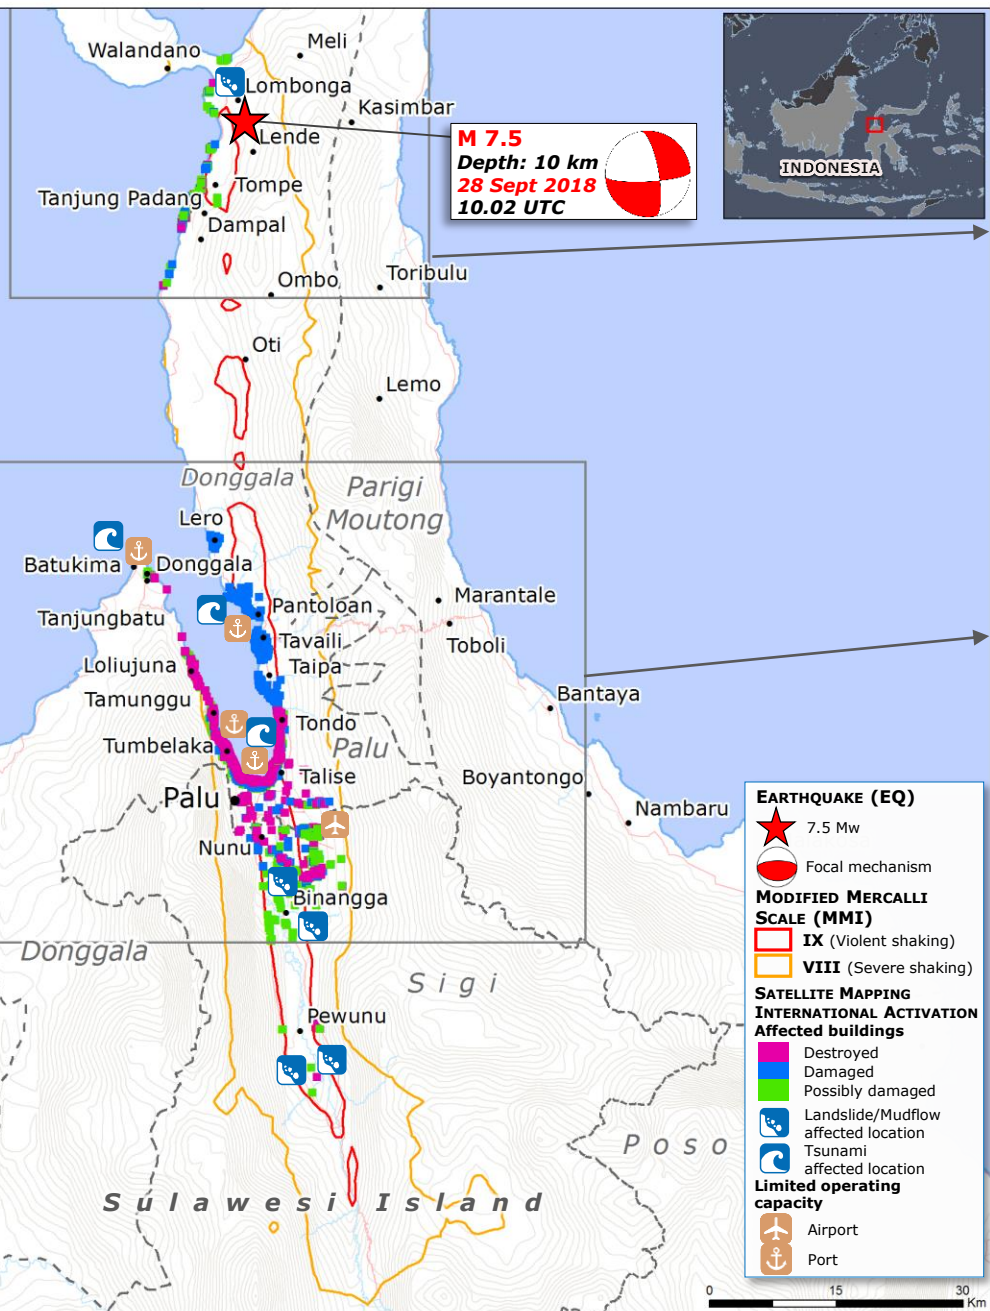 Walandano
Meli
Lombonga
Kasimbar
Lende
M 7.5
Depth: 10 km
28 Sept 2018
10.02 UTC
INDONESIA
Tompe
Tanjung Padang
Dampal
Ombo
Toribulu
Oti
Lemo
Donggala
Parigi
Moutong
Lero
Batukima
Donggala
Tanjungbatu
Pantoloan
Marantale
Tavaili
Toboli
Loliujuna
Taipa
Tamunggu
Bantaya
Tondo
Tumbelaka
Palu
Talise
Boyantongo
Palu
Nambaru
Nunu
Binangga
Donggala
Sigi
Pewunu
Poso
Sulawesi Island
EARTHQUAKE (EQ)
7.5 Mw
Focal mechanism
MODIFIED MERCALLI
SCALE (MMI)
IX (Violent shaking)
VIII (Severe shaking)
SATELLITE MAPPING
INTERNATIONAL ACTIVATION
Affected buildings
Destroyed
Damaged
Possibly damaged
Landslide/Mudflow
affected location
Tsunami
affected location
Limited operating
capacity
Airport
Port
0 15 30
Km